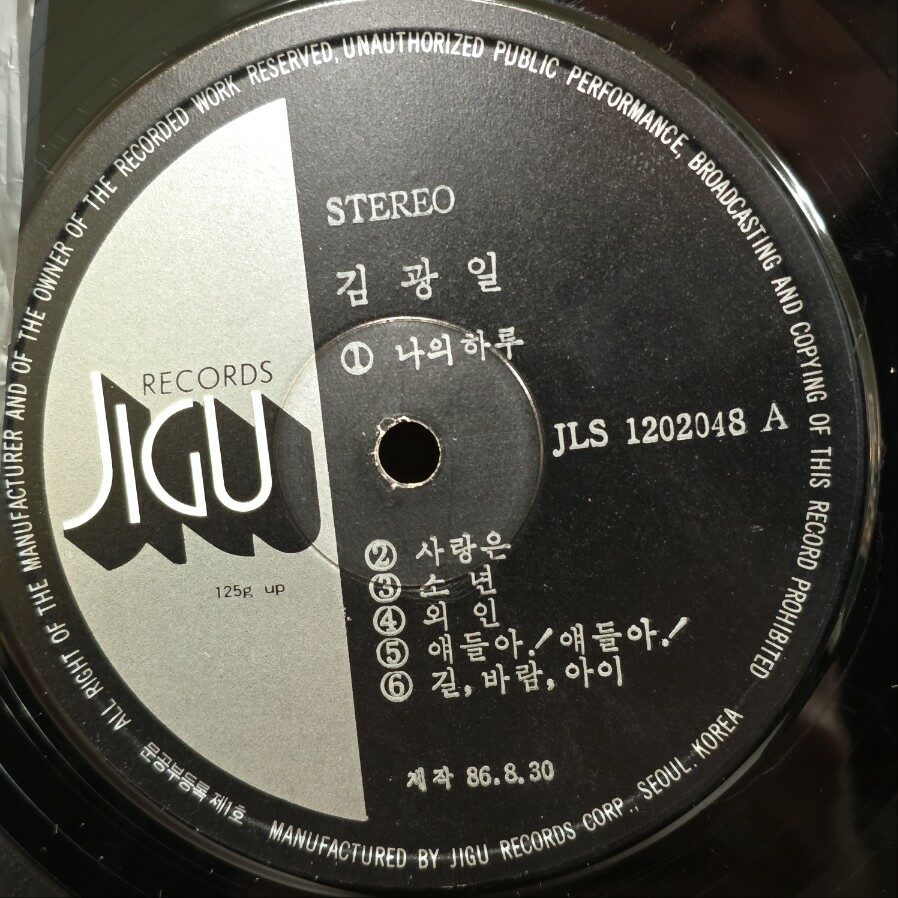 ALL RIGHT OF THE MANUFACTURER AND OF THE OWNER OF THE RECORDED WORK RESERVED, UNAUTHORIZED PUBLIC PERFORMANCE, BROADCASTING AND COPYING OF THIS RECORD PROHIBITED
STEREO
김 광 일
① 나의하루
RECORDS
JIGU
125g up
JLS 1202048 A
② 사랑은
③ 소 년
④ 외 인
⑤ 얘들아! 얘들아!
⑥ 길, 바람, 아이
제작 86.8.30
문공부등록 제1호
MANUFACTURED BY JIGU RECORDS CORP., SEOUL. KOREA